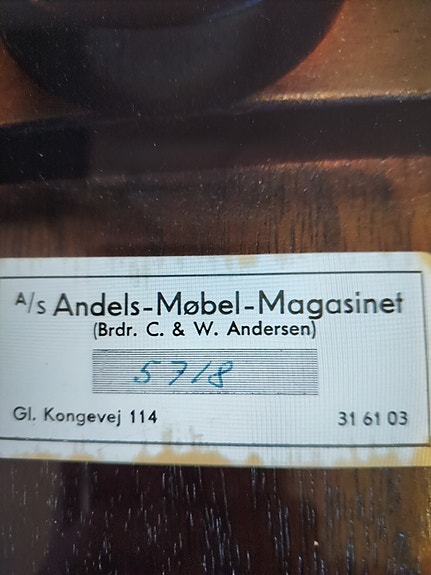 A/s Andels-Møbel-Magasinet
(Brdr. C. & W. Andersen)
5718
Gl. Kongevej 114 31 61 03